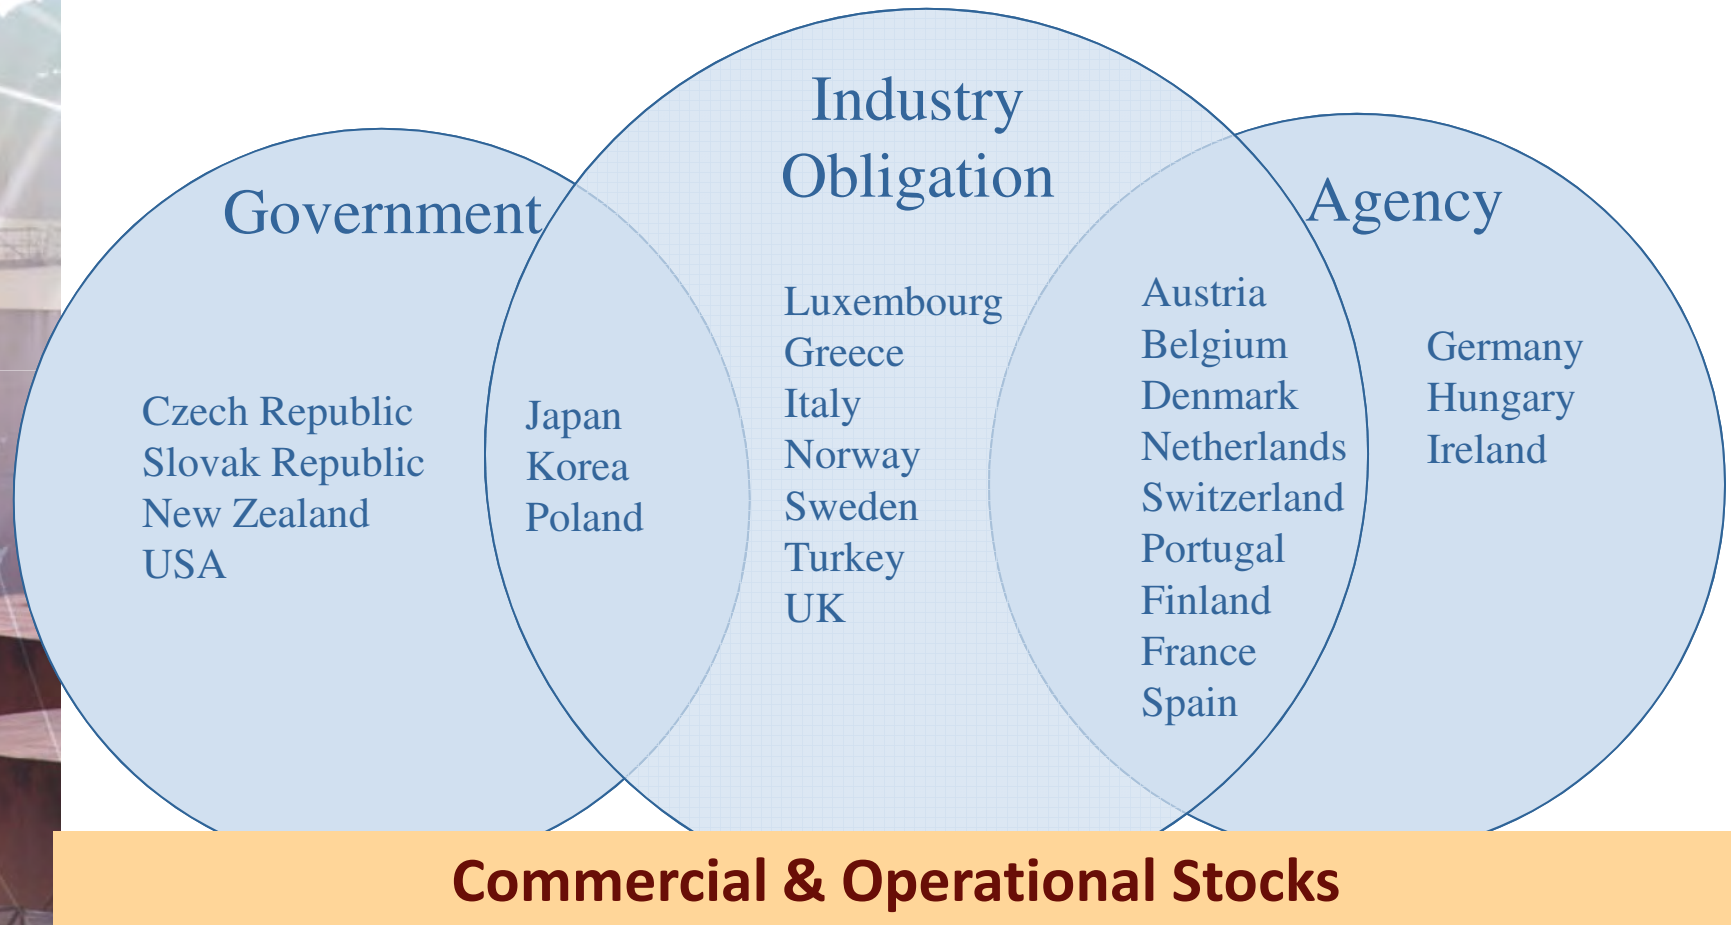 Industry
Obligation
Government
Agency
Czech Republic
Slovak Republic
New Zealand
USA
Japan
Korea
Poland
Luxembourg
Greece
Italy
Norway
Sweden
Turkey
UK
Austria
Belgium
Denmark
Netherlands
Switzerland
Portugal
Finland
France
Spain
Germany
Hungary
Ireland
Commercial & Operational Stocks